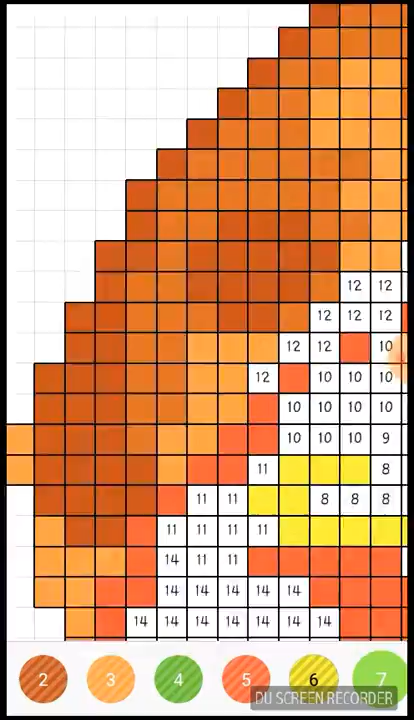 12 12
12 12 12
12 12 10
12 10 10 10
10 10 10 10
10 10 10 9
11 8
11 11 8 8 8
11 11 11 11
14 11 11
14 14 14 14 14
14 14 14 14 14 14 14
2 3 4 5 6 7
DU SCREEN RECORDER